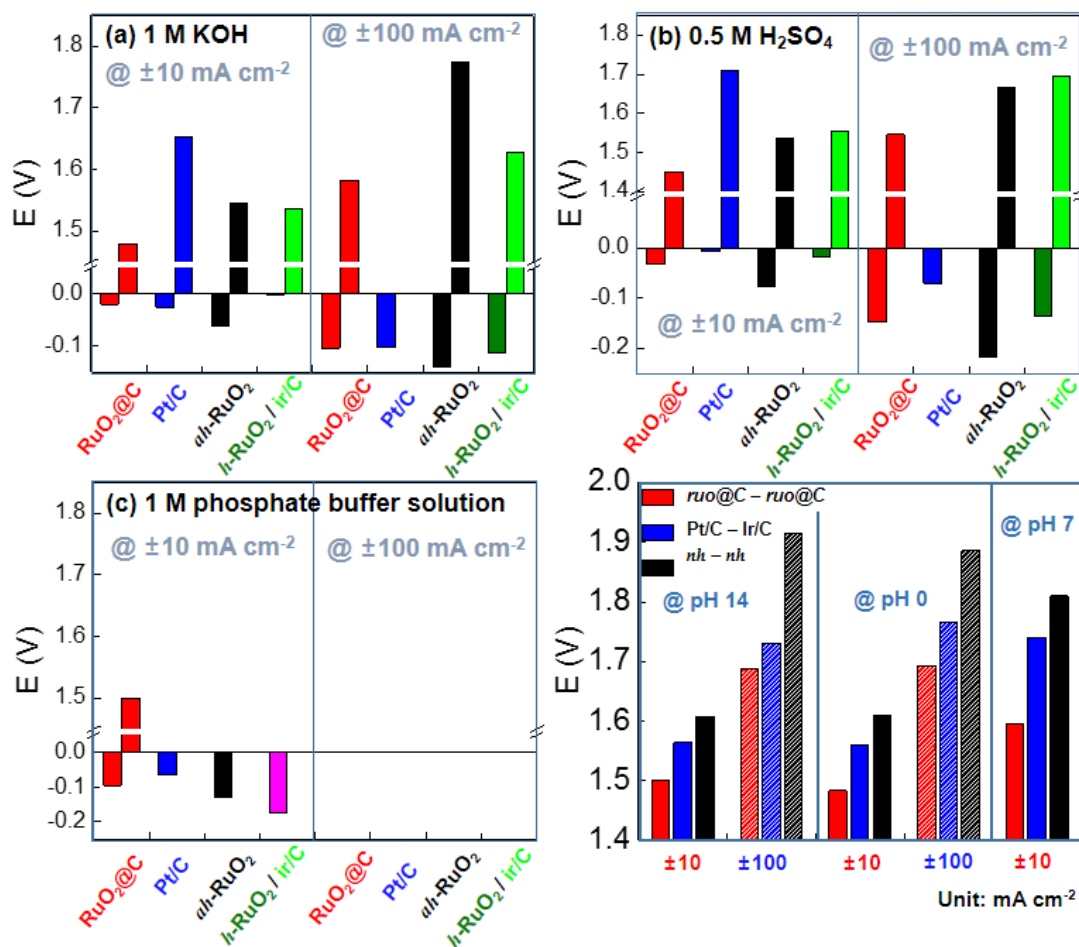 (a) 1 M KOH
@ ±10 mA cm⁻²
@ ±100 mA cm⁻²
E (V)
1.8
1.7
1.6
1.5
0.0
-0.1
RuO₂@C
Pt/C
ah-RuO₂
h-RuO₂ / ir/C
RuO₂@C
Pt/C
ah-RuO₂
h-RuO₂ / ir/C
(b) 0.5 M H₂SO₄
@ ±100 mA cm⁻²
@ ±10 mA cm⁻²
E (V)
1.8
1.7
1.6
1.5
1.4
0.0
-0.1
-0.2
RuO₂@C
Pt/C
ah-RuO₂
h-RuO₂ / ir/C
RuO₂@C
Pt/C
ah-RuO₂
h-RuO₂ / ir/C
(c) 1 M phosphate buffer solution
@ ±10 mA cm⁻²
@ ±100 mA cm⁻²
E (V)
1.8
1.7
1.6
1.5
0.0
-0.1
-0.2
RuO₂@C
Pt/C
ah-RuO₂
h-RuO₂ / ir/C
RuO₂@C
Pt/C
ah-RuO₂
h-RuO₂ / ir/C
ruo@C – ruo@C
Pt/C – Ir/C
nh – nh
@ pH 14
@ pH 0
@ pH 7
E (V)
2.0
1.9
1.8
1.7
1.6
1.5
1.4
±10
±100
±10
±100
±10
Unit: mA cm⁻²